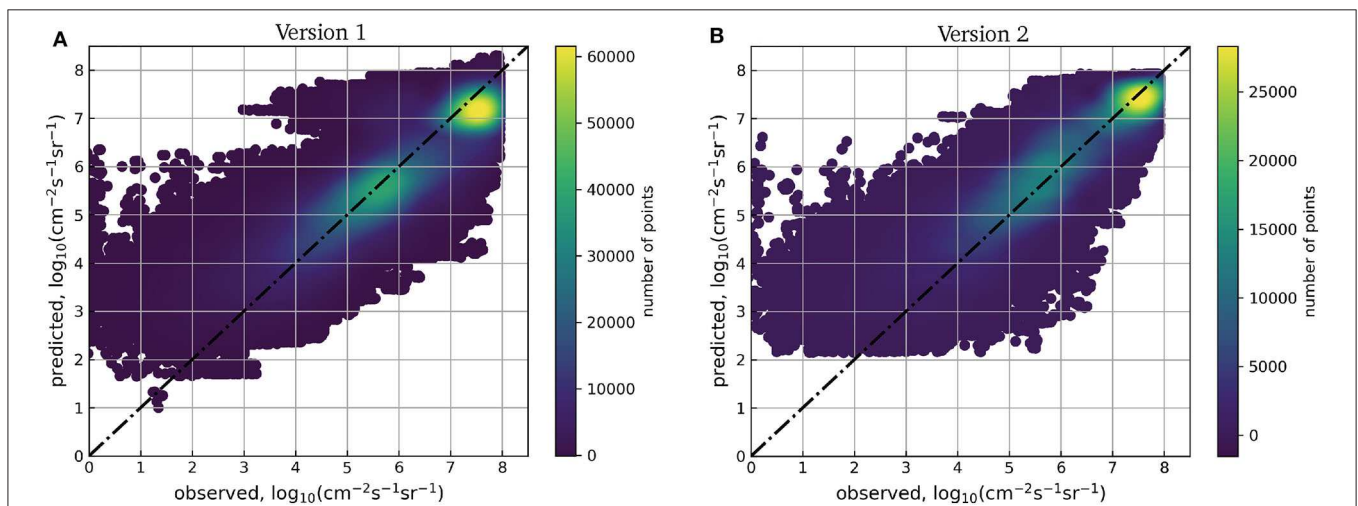 A
Version 1
8
7
6
5
4
3
2
1
0
predicted, log₁₀(cm⁻²s⁻¹sr⁻¹)
0 1 2 3 4 5 6 7 8
observed, log₁₀(cm⁻²s⁻¹sr⁻¹)
60000
50000
40000
30000
20000
10000
0
number of points
B
Version 2
8
7
6
5
4
3
2
1
0
predicted, log₁₀(cm⁻²s⁻¹sr⁻¹)
0 1 2 3 4 5 6 7 8
observed, log₁₀(cm⁻²s⁻¹sr⁻¹)
25000
20000
15000
10000
5000
0
number of points